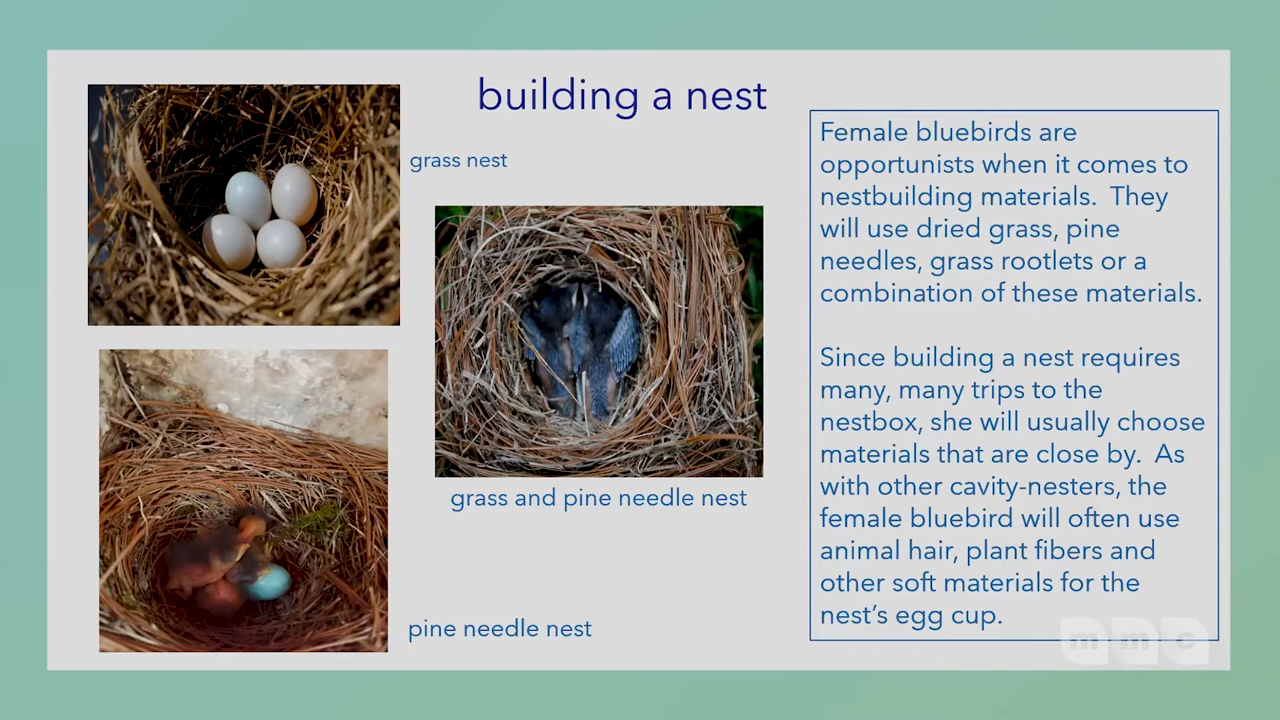 building a nest
grass nest
grass and pine needle nest
pine needle nest
Female bluebirds are
opportunists when it comes to
nestbuilding materials.  They
will use dried grass, pine
needles, grass rootlets or a
combination of these materials.
Since building a nest requires
many, many trips to the
nestbox, she will usually choose
materials that are close by.  As
with other cavity-nesters, the
female bluebird will often use
animal hair, plant fibers and
other soft materials for the
nest’s egg cup.
mmc